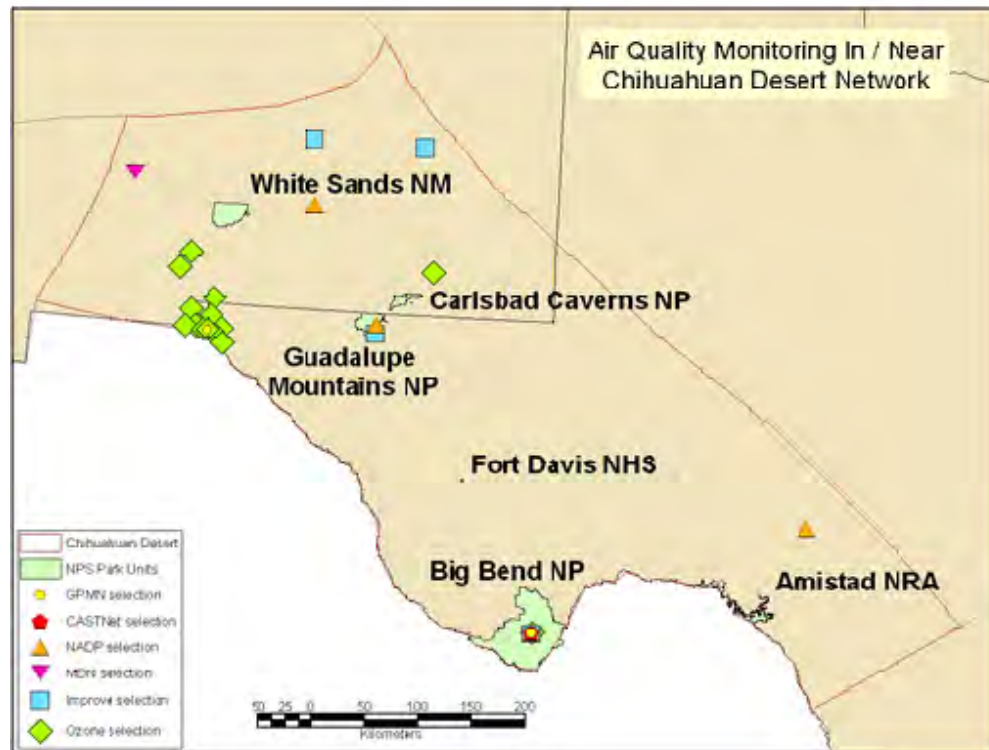 Air Quality Monitoring In / Near
Chihuahuan Desert Network
White Sands NM
Carlsbad Caverns NP
Guadalupe
Mountains NP
Fort Davis NHS
Big Bend NP
Amistad NRA
Chihuahuan Desert
NPS Park Units
GPMN selection
CASTNet selection
NADP selection
MDN selection
Improve selection
Ozone selection
50 25 0 50 100 150 200
Kilometers